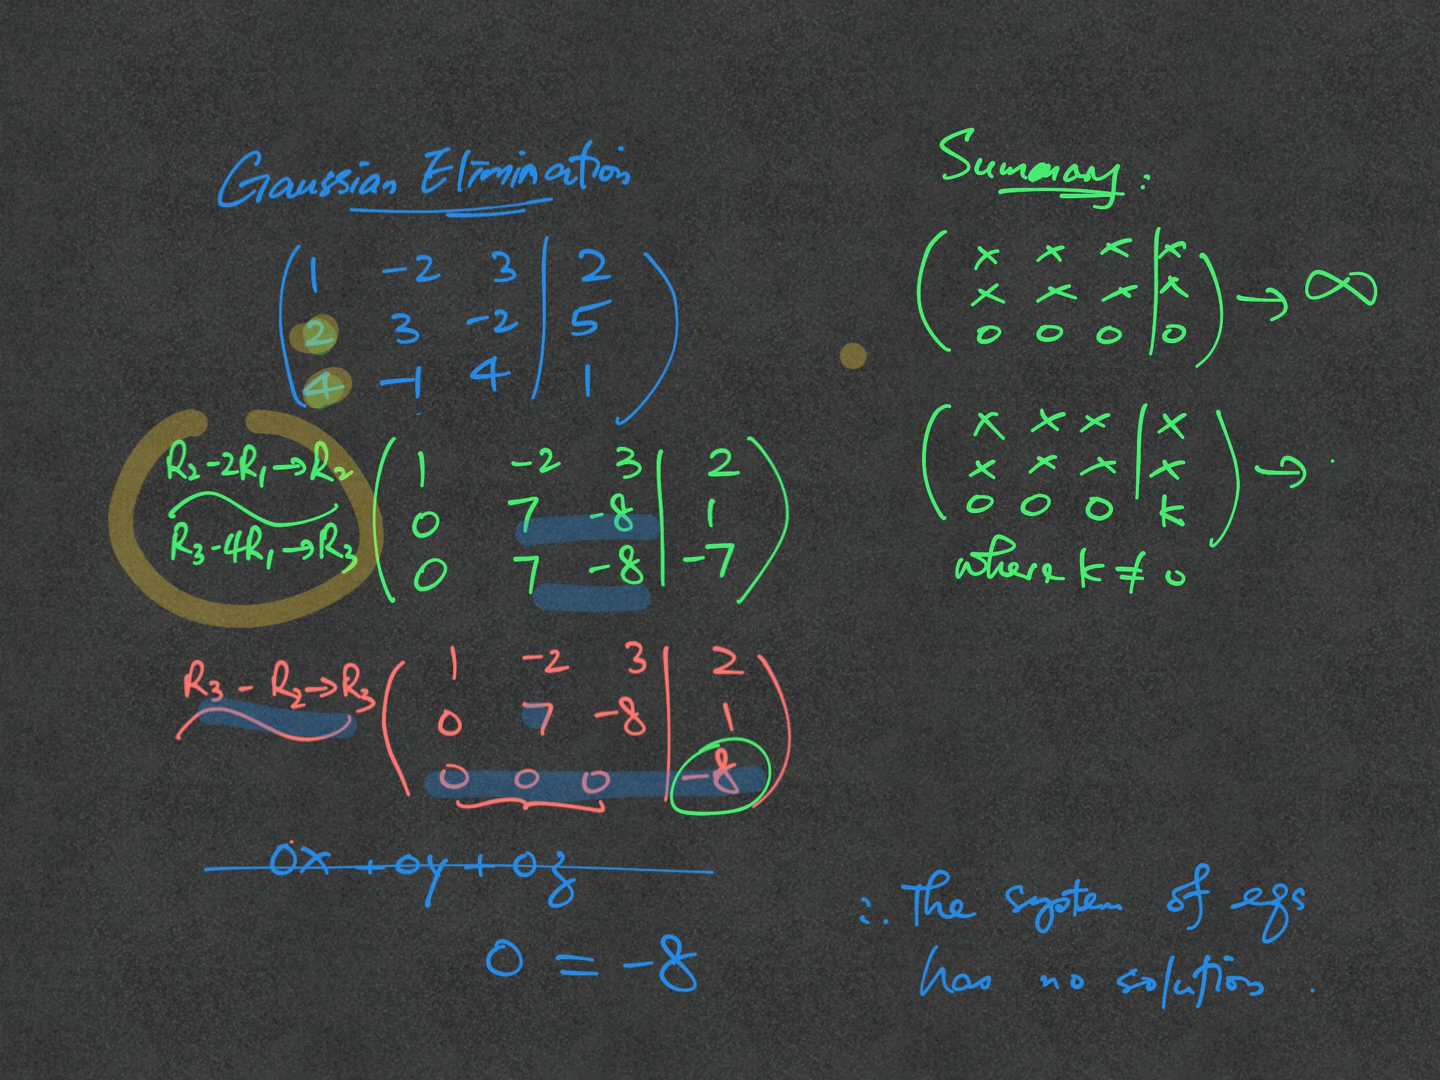 Gaussian Elimination
( 1 -2 3 | 2 )
( 2 3 -2 | 5 )
( 4 -1 4 | 1 )
R₂-2R₁→R₂
R₃-4R₁→R₃
( 1 -2 3 | 2 )
( 0 7 -8 | 1 )
( 0 7 -8 | -7 )
R₃ - R₂→R₃
( 1 -2 3 | 2 )
( 0 7 -8 | 1 )
( 0 0 0 | -8 )
0x + 0y + 0z
0 = -8
Summary:
( x x x | x )
( x x x | x ) → ∞
( 0 0 0 | 0 )
( x x x | x )
( x x x | x ) →
( 0 0 0 | k )
where k ≠ 0
∴ The system of eqs
has no solution.